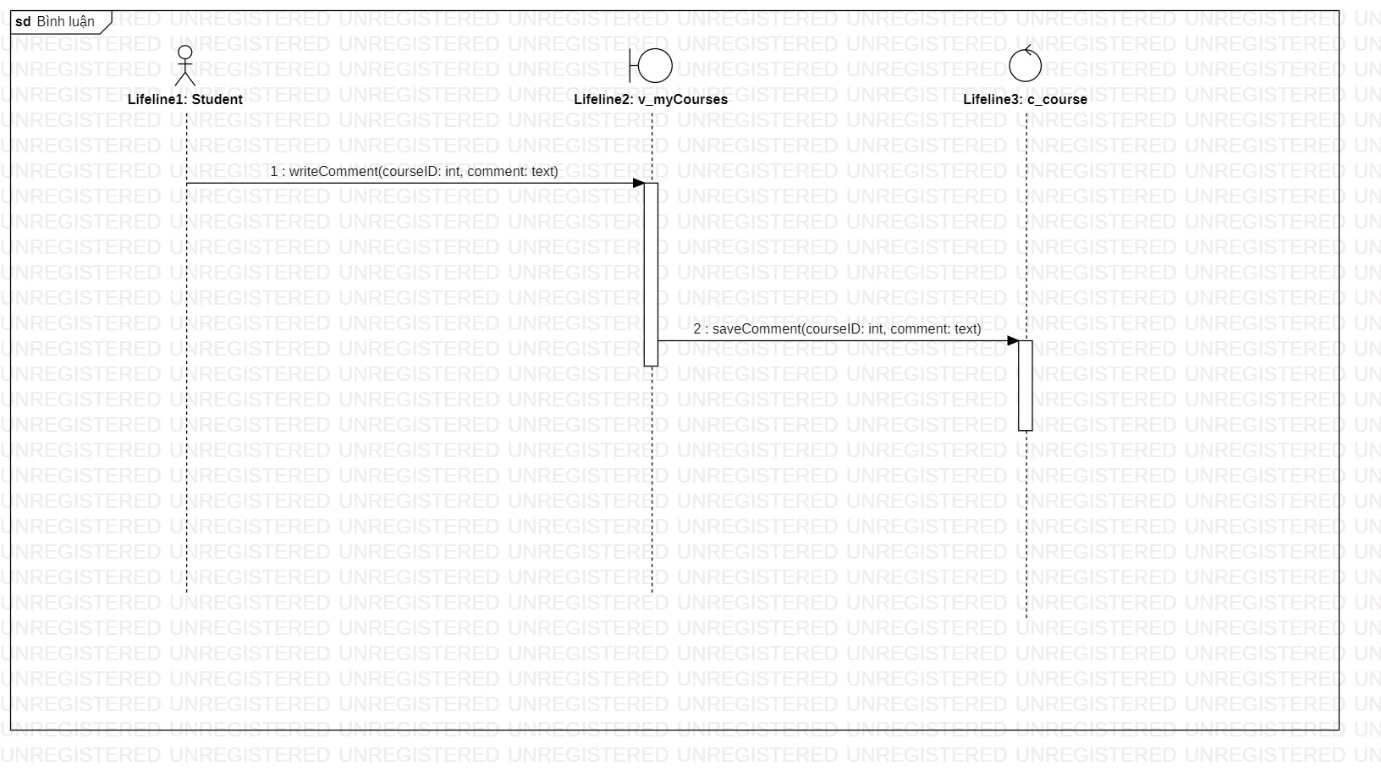 sd Bình luận
Lifeline1: Student
Lifeline2: v_myCourses
Lifeline3: c_course
1 : writeComment(courseID: int, comment: text)
2 : saveComment(courseID: int, comment: text)
UNREGISTERED